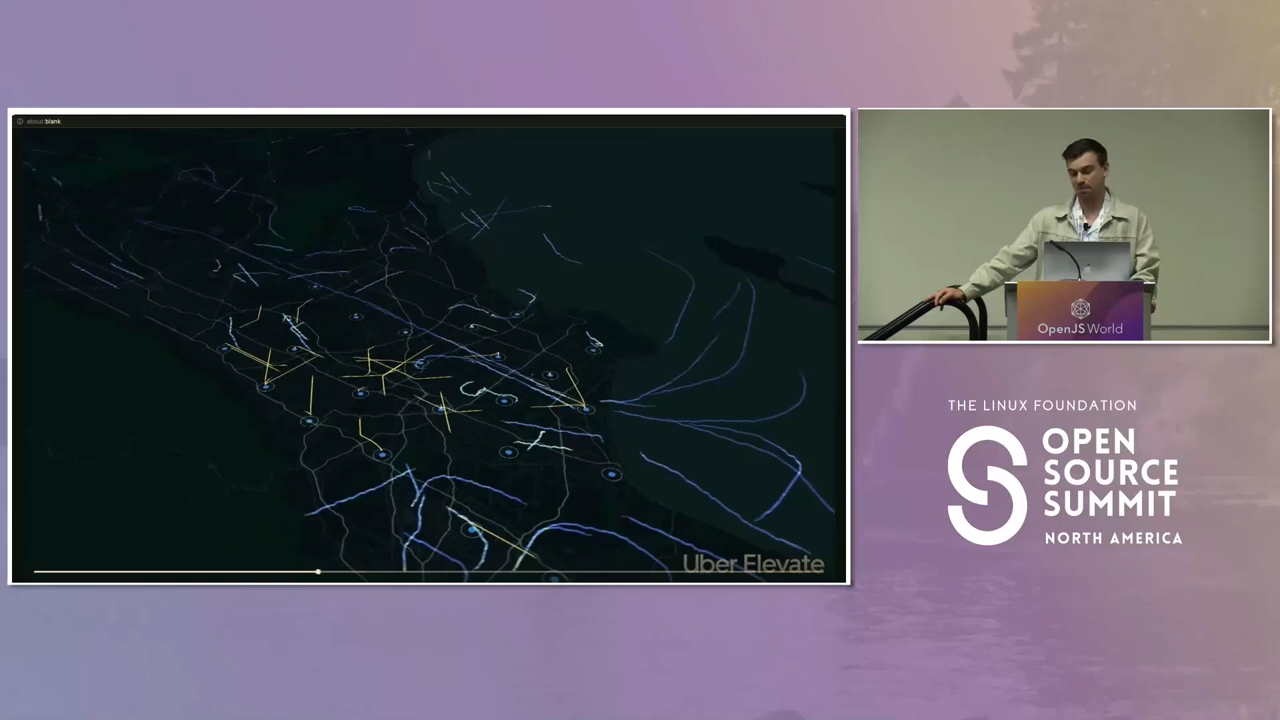 about:blank
Uber Elevate
OpenJS World
THE LINUX FOUNDATION
OPEN
SOURCE
SUMMIT
NORTH AMERICA